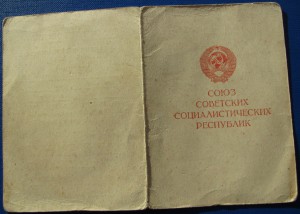 СОЮЗ
СОВЕТСКИХ
СОЦИАЛИСТИЧЕСКИХ
РЕСПУБЛИК